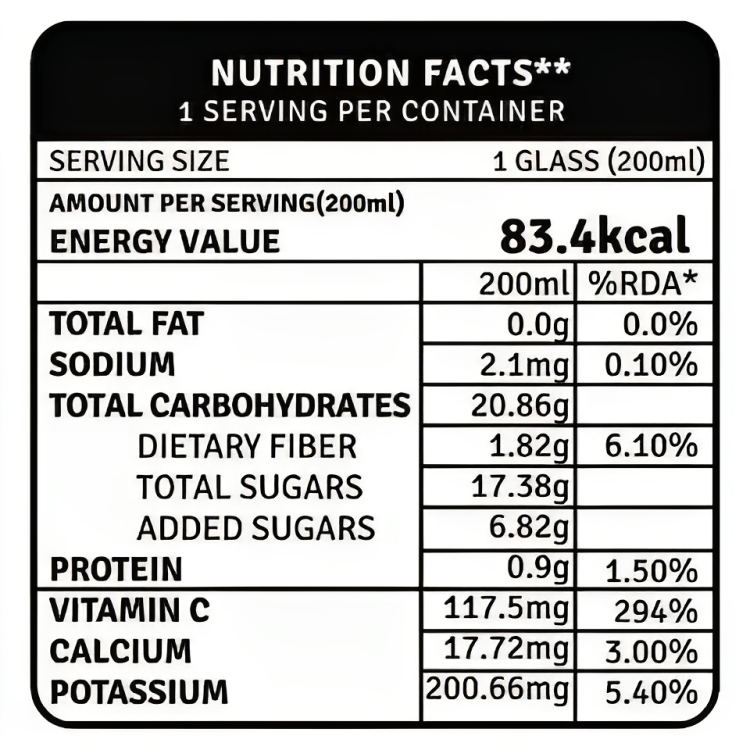 NUTRITION FACTS**
1 SERVING PER CONTAINER
SERVING SIZE 1 GLASS (200ml)
AMOUNT PER SERVING(200ml)
ENERGY VALUE 83.4kcal
200ml %RDA*
TOTAL FAT 0.0g 0.0%
SODIUM 2.1mg 0.10%
TOTAL CARBOHYDRATES 20.86g
DIETARY FIBER 1.82g 6.10%
TOTAL SUGARS 17.38g
ADDED SUGARS 6.82g
PROTEIN 0.9g 1.50%
VITAMIN C 117.5mg 294%
CALCIUM 17.72mg 3.00%
POTASSIUM 200.66mg 5.40%